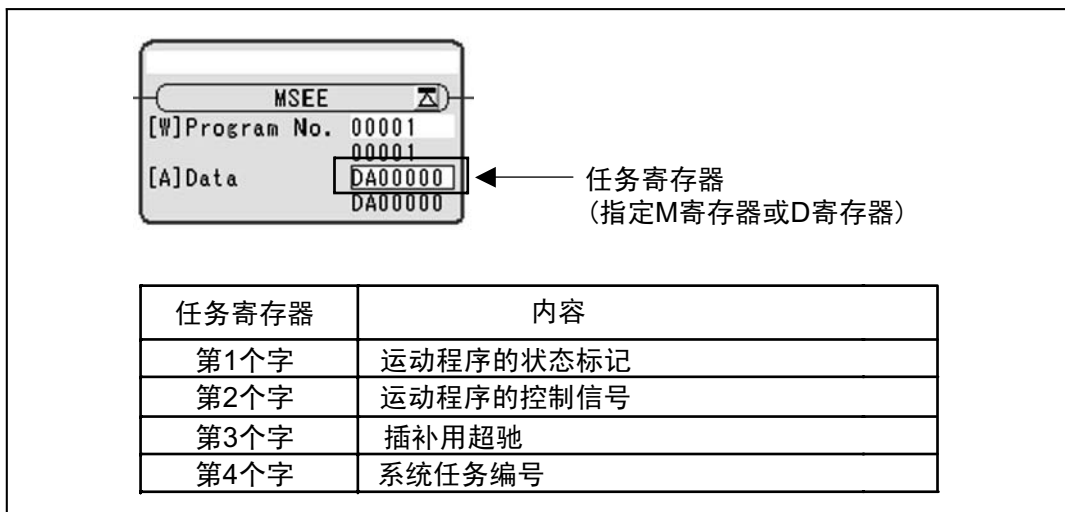 MSEE
[W]Program No. 00001
00001
[A]Data DA00000
DA00000
任务寄存器
(指定M寄存器或D寄存器)
任务寄存器 内容
第1个字 运动程序的状态标记
第2个字 运动程序的控制信号
第3个字 插补用超驰
第4个字 系统任务编号